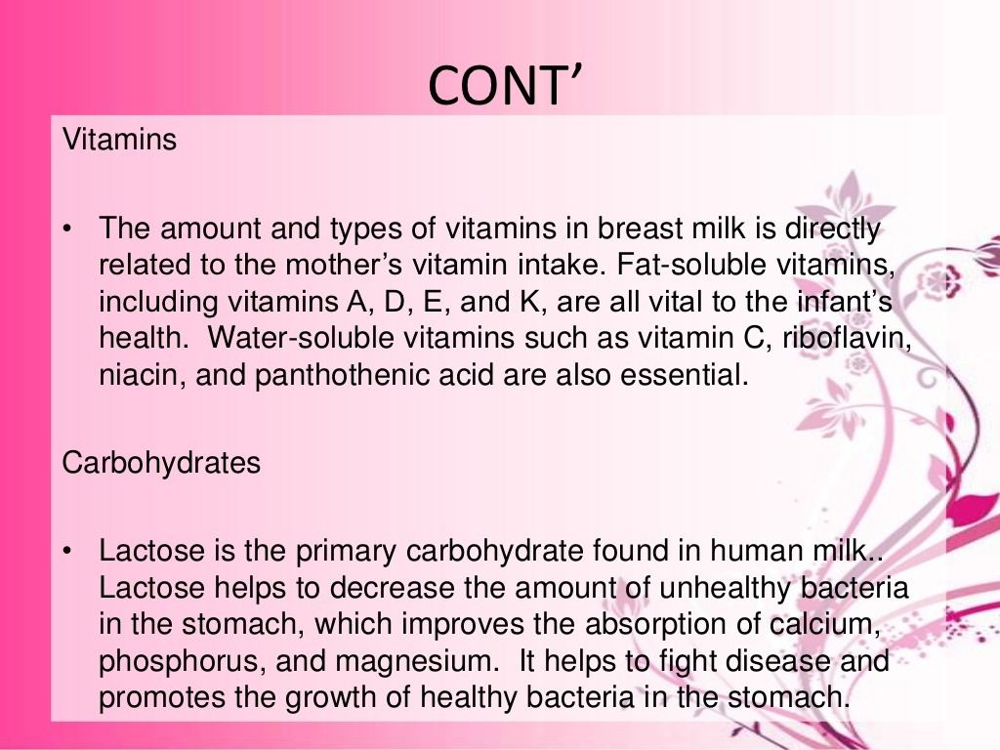 CONT’
Vitamins
• The amount and types of vitamins in breast milk is directly
related to the mother’s vitamin intake. Fat-soluble vitamins,
including vitamins A, D, E, and K, are all vital to the infant’s
health.  Water-soluble vitamins such as vitamin C, riboflavin,
niacin, and panthothenic acid are also essential.
Carbohydrates
• Lactose is the primary carbohydrate found in human milk..
Lactose helps to decrease the amount of unhealthy bacteria
in the stomach, which improves the absorption of calcium,
phosphorus, and magnesium.  It helps to fight disease and
promotes the growth of healthy bacteria in the stomach.